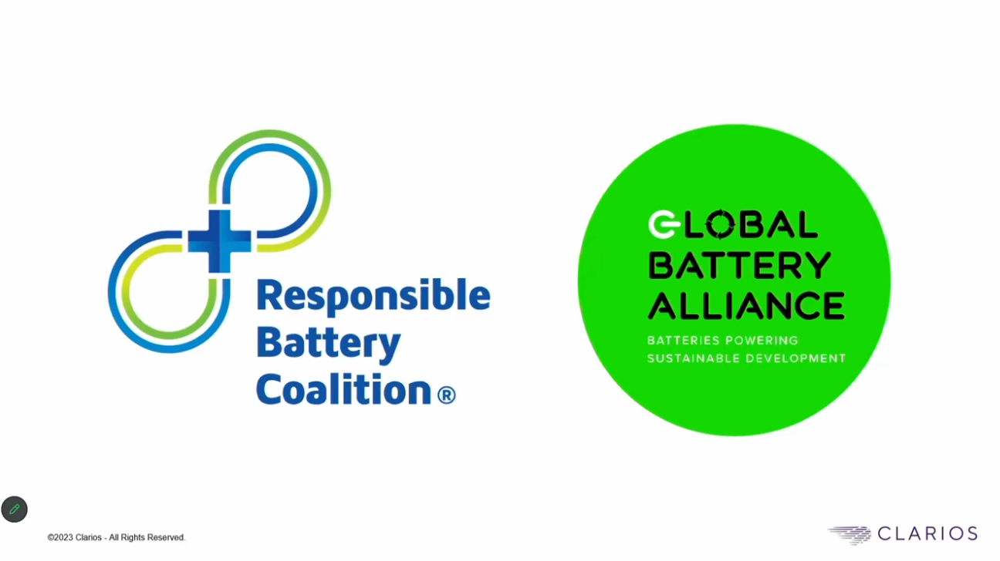 Responsible
Battery
Coalition ®
GLOBAL
BATTERY
ALLIANCE
BATTERIES POWERING
SUSTAINABLE DEVELOPMENT
©2023 Clarios - All Rights Reserved.
CLARIOS